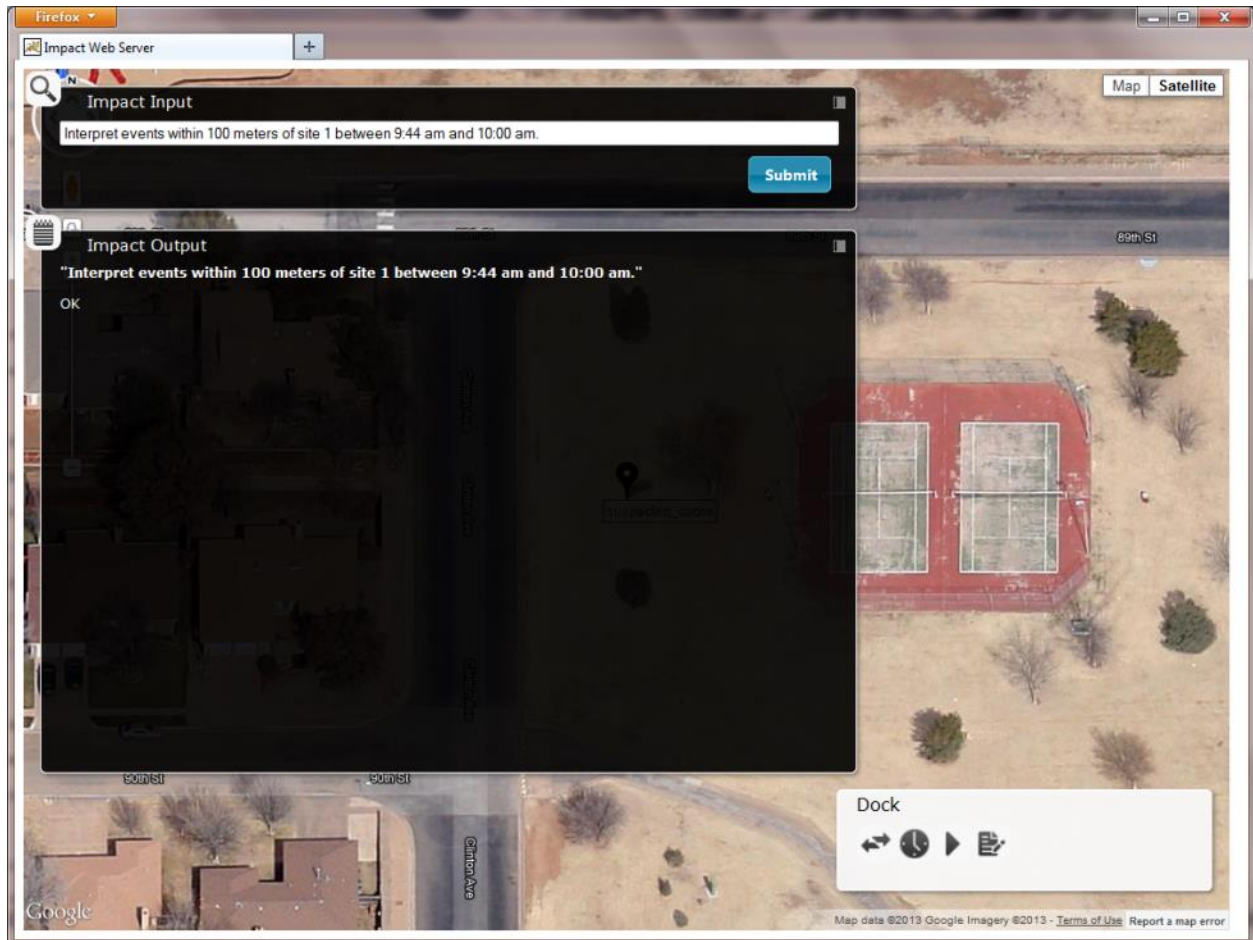 Firefox
Impact Web Server
+
N
Map
Satellite
Impact Input
Interpret events within 100 meters of site 1 between 9:44 am and 10:00 am.
Submit
89th St
Impact Output
"Interpret events within 100 meters of site 1 between 9:44 am and 10:00 am."
OK
90th St
90th St
Clinton Ave
Dock
Google
Map data ©2013 Google Imagery ©2013 - Terms of Use Report a map error